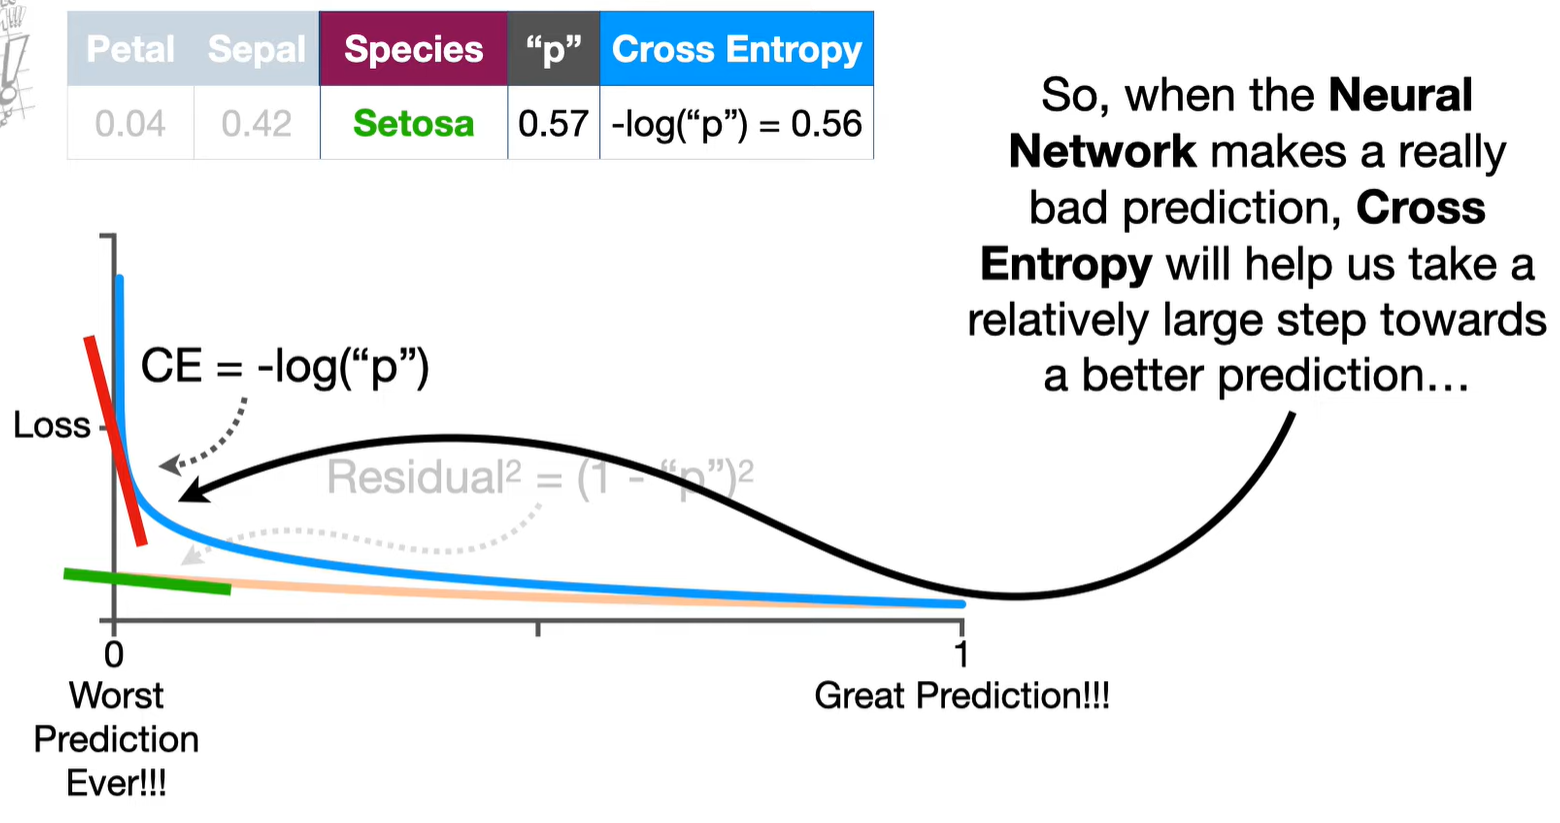 Petal Sepal Species “p” Cross Entropy
0.04 0.42 Setosa 0.57 -log(“p”) = 0.56
So, when the Neural
Network makes a really
bad prediction, Cross
Entropy will help us take a
relatively large step towards
a better prediction…
CE = -log(“p”)
Loss
Residual² = (1 - “p”)²
0
1
Worst
Prediction
Ever!!!
Great Prediction!!!